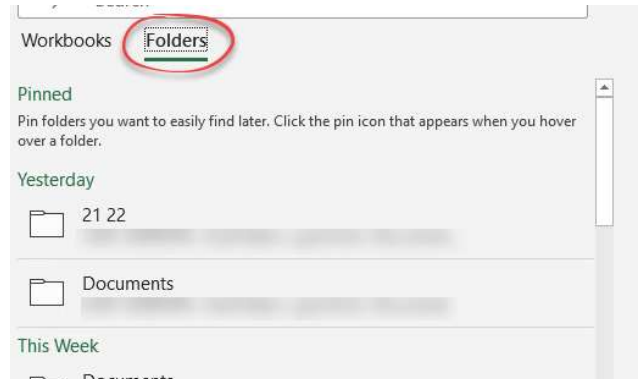 Workbooks Folders
Pinned
Pin folders you want to easily find later. Click the pin icon that appears when you hover
over a folder.
Yesterday
21 22
Documents
This Week
Documents